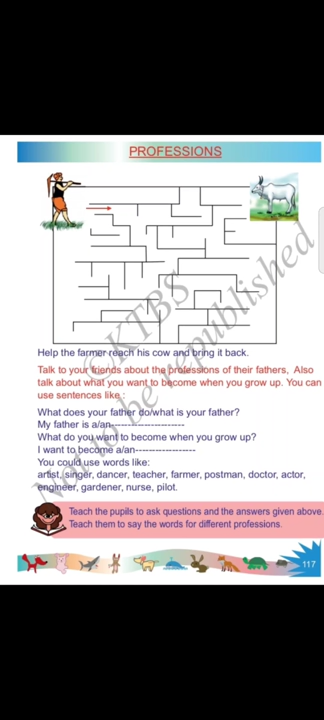 PROFESSIONS
©KTBS
Not to be republished
Help the farmer reach his cow and bring it back.
Talk to your friends about the professions of their fathers, Also
talk about what you want to become when you grow up. You can
use sentences like :
What does your father do/what is your father?
My father is a/an----------------------
What do you want to become when you grow up?
I want to become a/an------------------
You could use words like:
artist, singer, dancer, teacher, farmer, postman, doctor, actor,
engineer, gardener, nurse, pilot.
Teach the pupils to ask questions and the answers given above.
Teach them to say the words for different professions.
117